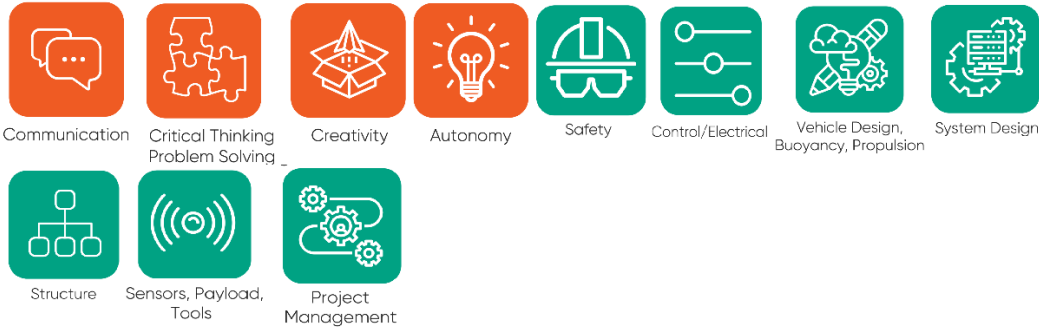 Communication
Critical Thinking
Problem Solving _
Creativity
Autonomy
Safety
Control/Electrical
Vehicle Design,
Buoyancy, Propulsion
System Design
Structure
Sensors, Payload,
Tools
Project
Management